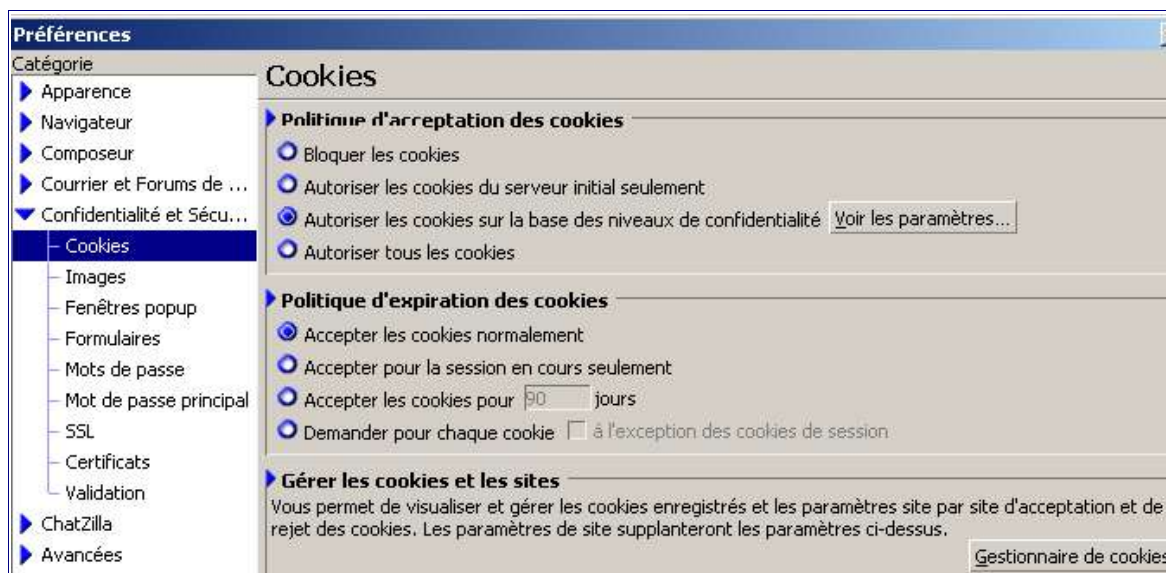 Préférences
Catégorie
Apparence
Navigateur
Composeur
Courrier et Forums de ...
Confidentialité et Sécu...
Cookies
Images
Fenêtres popup
Formulaires
Mots de passe
Mot de passe principal
SSL
Certificats
Validation
ChatZilla
Avancées
Cookies
Politique d'acceptation des cookies
Bloquer les cookies
Autoriser les cookies du serveur initial seulement
Autoriser les cookies sur la base des niveaux de confidentialité Voir les paramètres...
Autoriser tous les cookies
Politique d'expiration des cookies
Accepter les cookies normalement
Accepter pour la session en cours seulement
Accepter les cookies pour 90 jours
Demander pour chaque cookie à l'exception des cookies de session
Gérer les cookies et les sites
Vous permet de visualiser et gérer les cookies enregistrés et les paramètres site par site d'acceptation et de
rejet des cookies. Les paramètres de site supplanteront les paramètres ci-dessus.
Gestionnaire de cookies